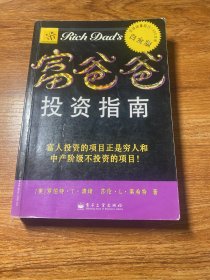 Rich Dad's
富爸爸
白金版
投资指南
富人投资的项目正是穷人和
中产阶级不投资的项目！
[美]罗伯特·T·清崎 莎伦·L·莱希特 著
电子工业出版社